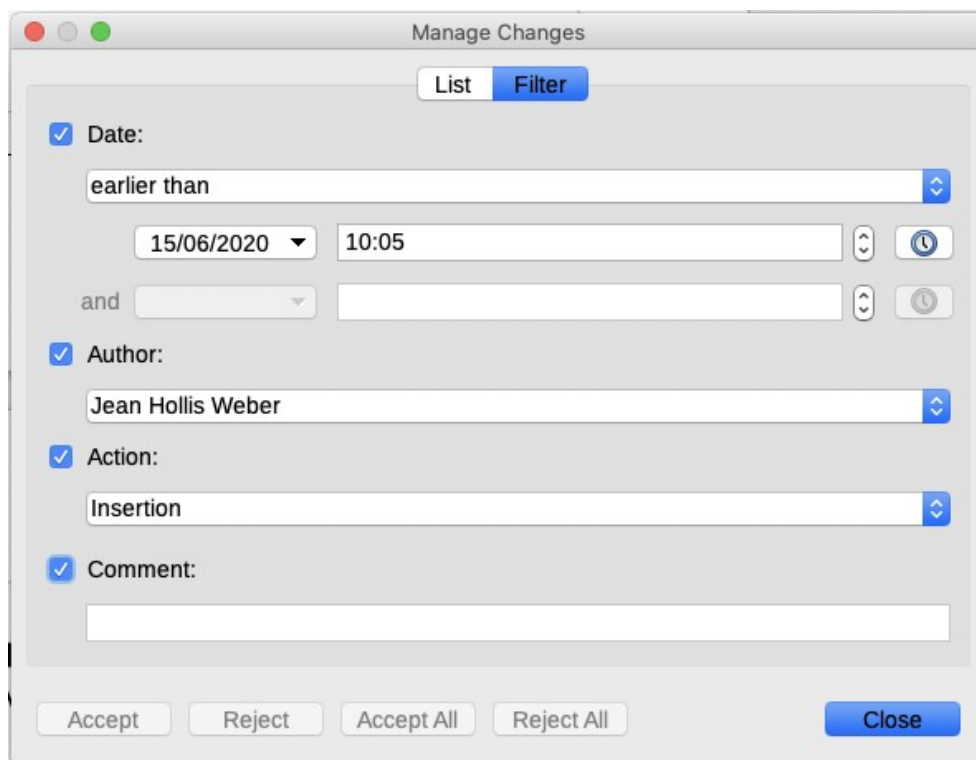 Manage Changes
List Filter
Date:
earlier than
15/06/2020 10:05
and
Author:
Jean Hollis Weber
Action:
Insertion
Comment:
Accept Reject Accept All Reject All Close